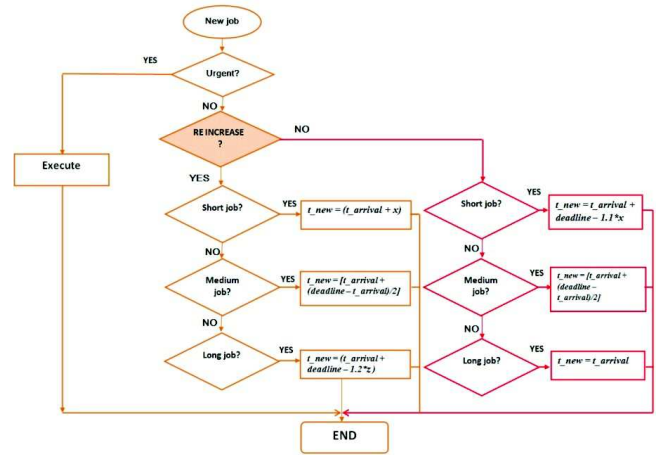 New job
YES
Urgent?
NO
RE INCREASE
?
NO
Execute
YES
Short job?
YES
t_new = (t_arrival + x)
Short job?
YES
t_new = t_arrival +
deadline – 1.1*x
NO
NO
Medium
job?
YES
t_new = [t_arrival +
(deadline – t_arrival)/2]
Medium
job?
YES
t_new = [t_arrival +
(deadline –
t_arrival)/2]
NO
NO
Long job?
YES
t_new = (t_arrival +
deadline – 1.2*z)
Long job?
YES
t_new = t_arrival
END